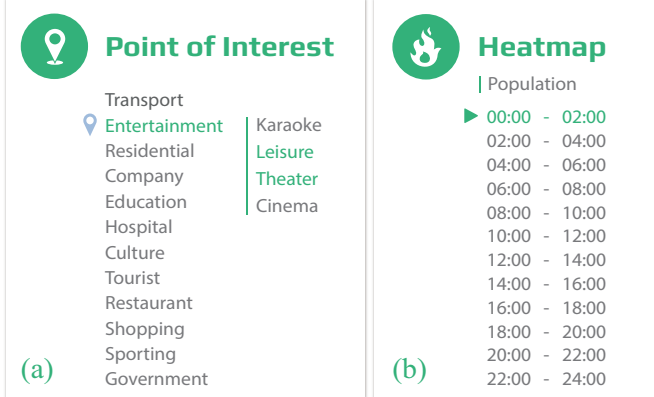 Point of Interest
Transport
Entertainment
Residential
Company
Education
Hospital
Culture
Tourist
Restaurant
Shopping
Sporting
Government
Karaoke
Leisure
Theater
Cinema
(a)
Heatmap
Population
00:00 - 02:00
02:00 - 04:00
04:00 - 06:00
06:00 - 08:00
08:00 - 10:00
10:00 - 12:00
12:00 - 14:00
14:00 - 16:00
16:00 - 18:00
18:00 - 20:00
20:00 - 22:00
22:00 - 24:00
(b)